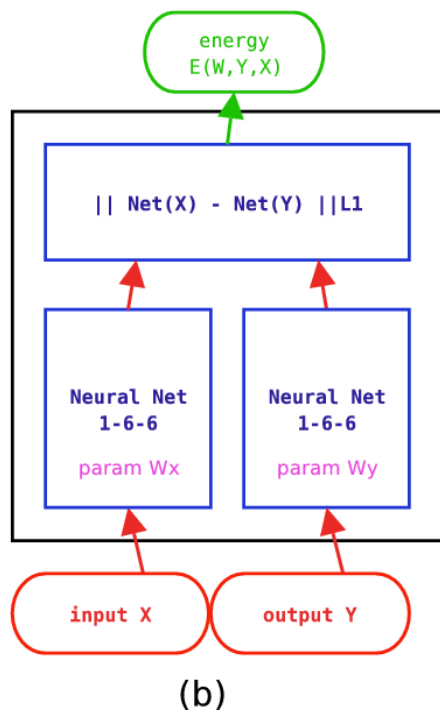 energy
E(W,Y,X)
|| Net(X) - Net(Y) ||L1
Neural Net
1-6-6
param Wx
Neural Net
1-6-6
param Wy
input X
output Y
(b)